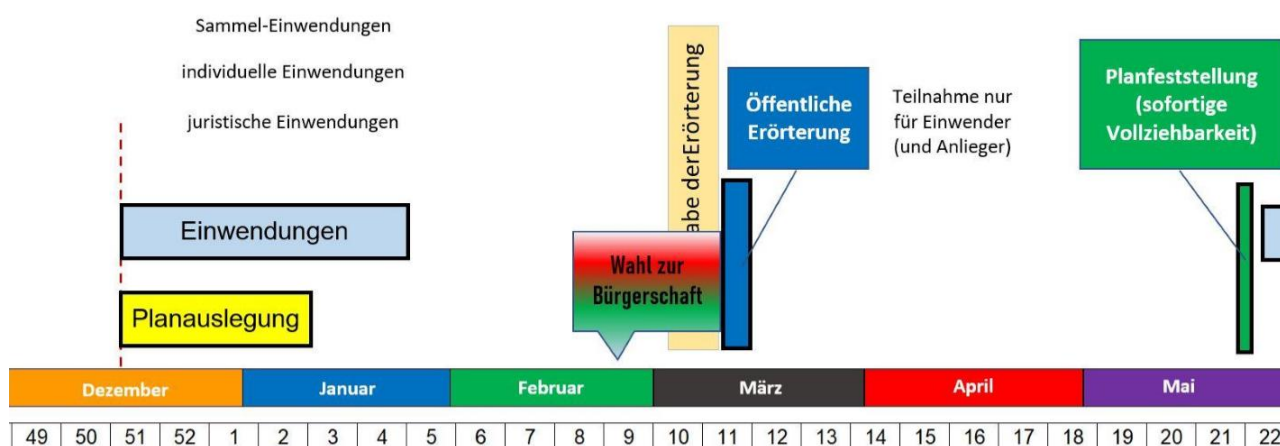 Sammel-Einwendungen
individuelle Einwendungen
juristische Einwendungen
Einwendungen
Planauslegung
Wahl zur
Bürgerschaft
derErörterung
Öffentliche
Erörterung
Teilnahme nur
für Einwender
(und Anlieger)
Planfeststellung
(sofortige
Vollziehbarkeit)
Dezember Januar Februar März April Mai
49 50 51 52 1 2 3 4 5 6 7 8 9 10 11 12 13 14 15 16 17 18 19 20 21 22